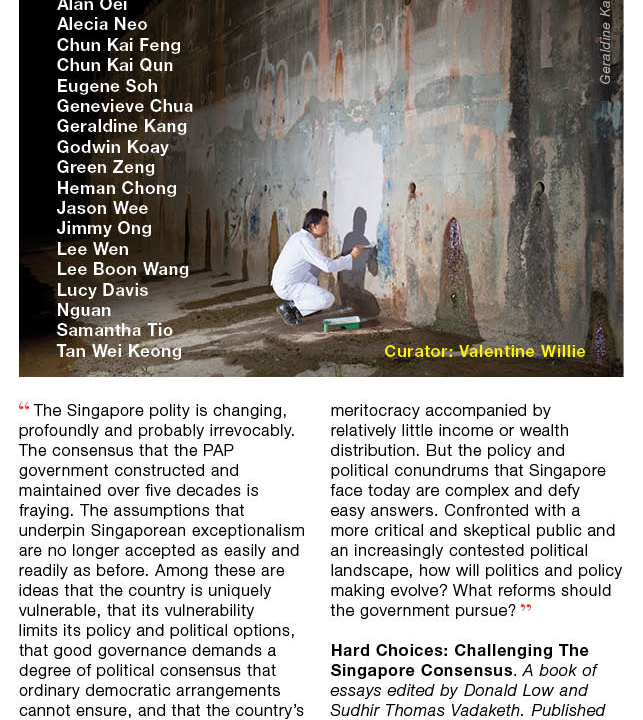 Alan Oei
Alecia Neo
Chun Kai Feng
Chun Kai Qun
Eugene Soh
Genevieve Chua
Geraldine Kang
Godwin Koay
Green Zeng
Heman Chong
Jason Wee
Jimmy Ong
Lee Wen
Lee Boon Wang
Lucy Davis
Nguan
Samantha Tio
Tan Wei Keong
Geraldine Ka
Curator: Valentine Willie
“ The Singapore polity is changing,
profoundly and probably irrevocably.
The consensus that the PAP
government constructed and
maintained over five decades is
fraying. The assumptions that
underpin Singaporean exceptionalism
are no longer accepted as easily and
readily as before. Among these are
ideas that the country is uniquely
vulnerable, that its vulnerability
limits its policy and political options,
that good governance demands a
degree of political consensus that
ordinary democratic arrangements
cannot ensure, and that the country’s
meritocracy accompanied by
relatively little income or wealth
distribution. But the policy and
political conundrums that Singapore
face today are complex and defy
easy answers. Confronted with a
more critical and skeptical public and
an increasingly contested political
landscape, how will politics and policy
making evolve? What reforms should
the government pursue? ”
Hard Choices: Challenging The
Singapore Consensus. A book of
essays edited by Donald Low and
Sudhir Thomas Vadaketh. Published